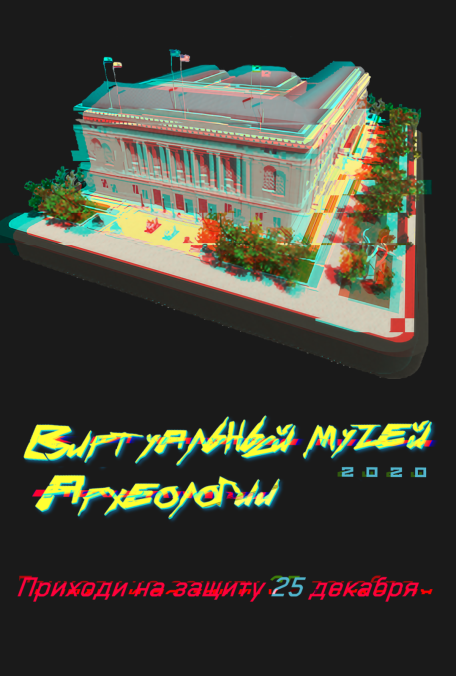 Виртуальный музей
2020
Археологии
Приходи на защиту 25 декабря